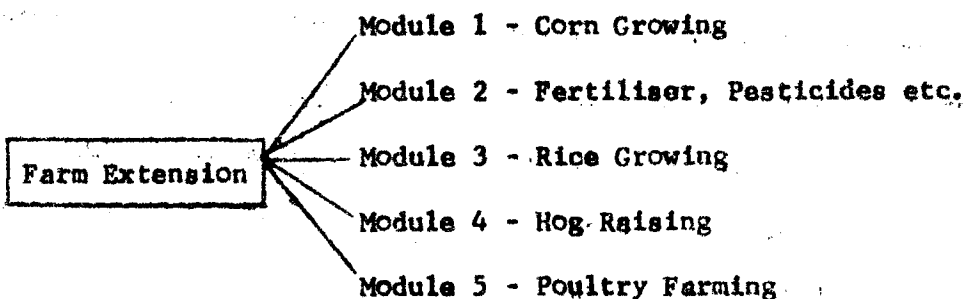 Module 1 - Corn Growing
Module 2 - Fertiliser, Pesticides etc.
Farm Extension
Module 3 - Rice Growing
Module 4 - Hog Raising
Module 5 - Poultry Farming